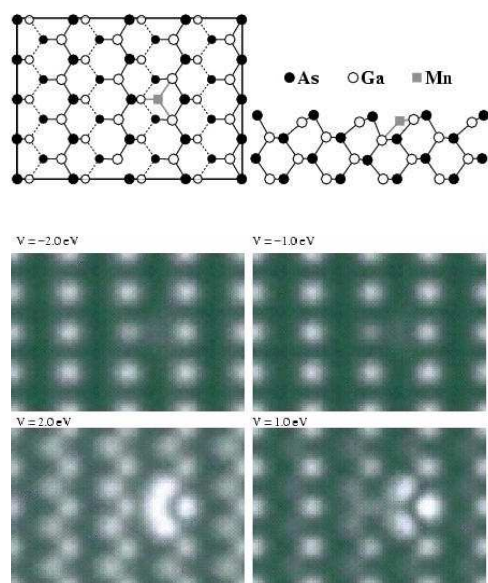 As Ga Mn
V = −2.0 eV V = −1.0 eV
V = 2.0 eV V = 1.0 eV